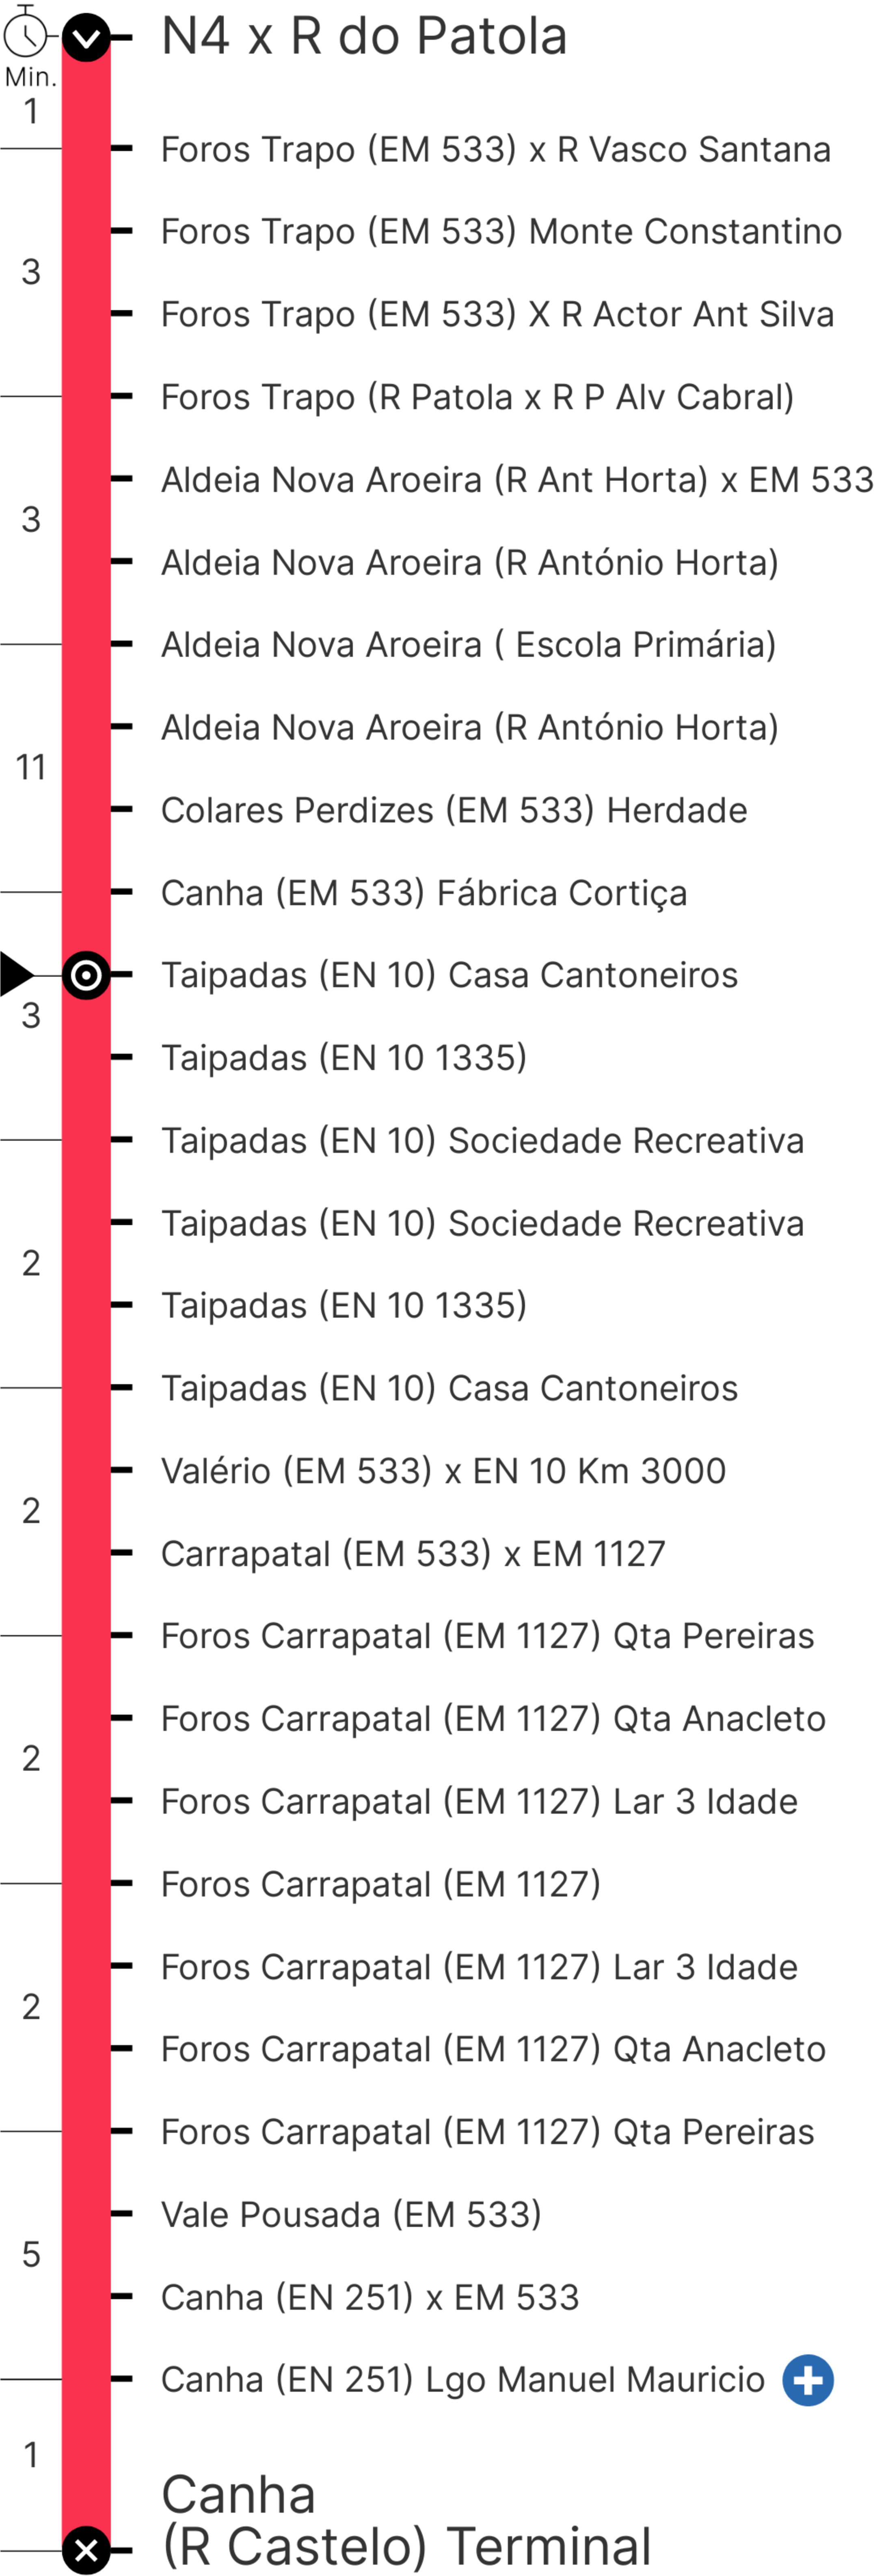 N4 x R do Patola
Min.
1
Foros Trapo (EM 533) x R Vasco Santana
Foros Trapo (EM 533) Monte Constantino
3
Foros Trapo (EM 533) X R Actor Ant Silva
Foros Trapo (R Patola x R P Alv Cabral)
Aldeia Nova Aroeira (R Ant Horta) x EM 533
3
Aldeia Nova Aroeira (R António Horta)
Aldeia Nova Aroeira ( Escola Primária)
Aldeia Nova Aroeira (R António Horta)
11
Colares Perdizes (EM 533) Herdade
Canha (EM 533) Fábrica Cortiça
Taipadas (EN 10) Casa Cantoneiros
3
Taipadas (EN 10 1335)
Taipadas (EN 10) Sociedade Recreativa
Taipadas (EN 10) Sociedade Recreativa
2
Taipadas (EN 10 1335)
Taipadas (EN 10) Casa Cantoneiros
Valério (EM 533) x EN 10 Km 3000
2
Carrapatal (EM 533) x EM 1127
Foros Carrapatal (EM 1127) Qta Pereiras
Foros Carrapatal (EM 1127) Qta Anacleto
2
Foros Carrapatal (EM 1127) Lar 3 Idade
Foros Carrapatal (EM 1127)
Foros Carrapatal (EM 1127) Lar 3 Idade
2
Foros Carrapatal (EM 1127) Qta Anacleto
Foros Carrapatal (EM 1127) Qta Pereiras
Vale Pousada (EM 533)
5
Canha (EN 251) x EM 533
Canha (EN 251) Lgo Manuel Mauricio
1
Canha
(R Castelo) Terminal